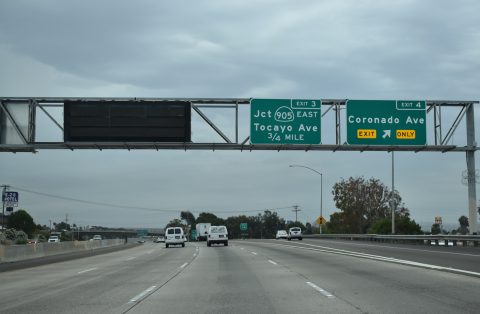 EXIT 3
Jct 905 EAST
Tocayo Ave
3/4 MILE
EXIT 4
Coronado Ave
EXIT ONLY